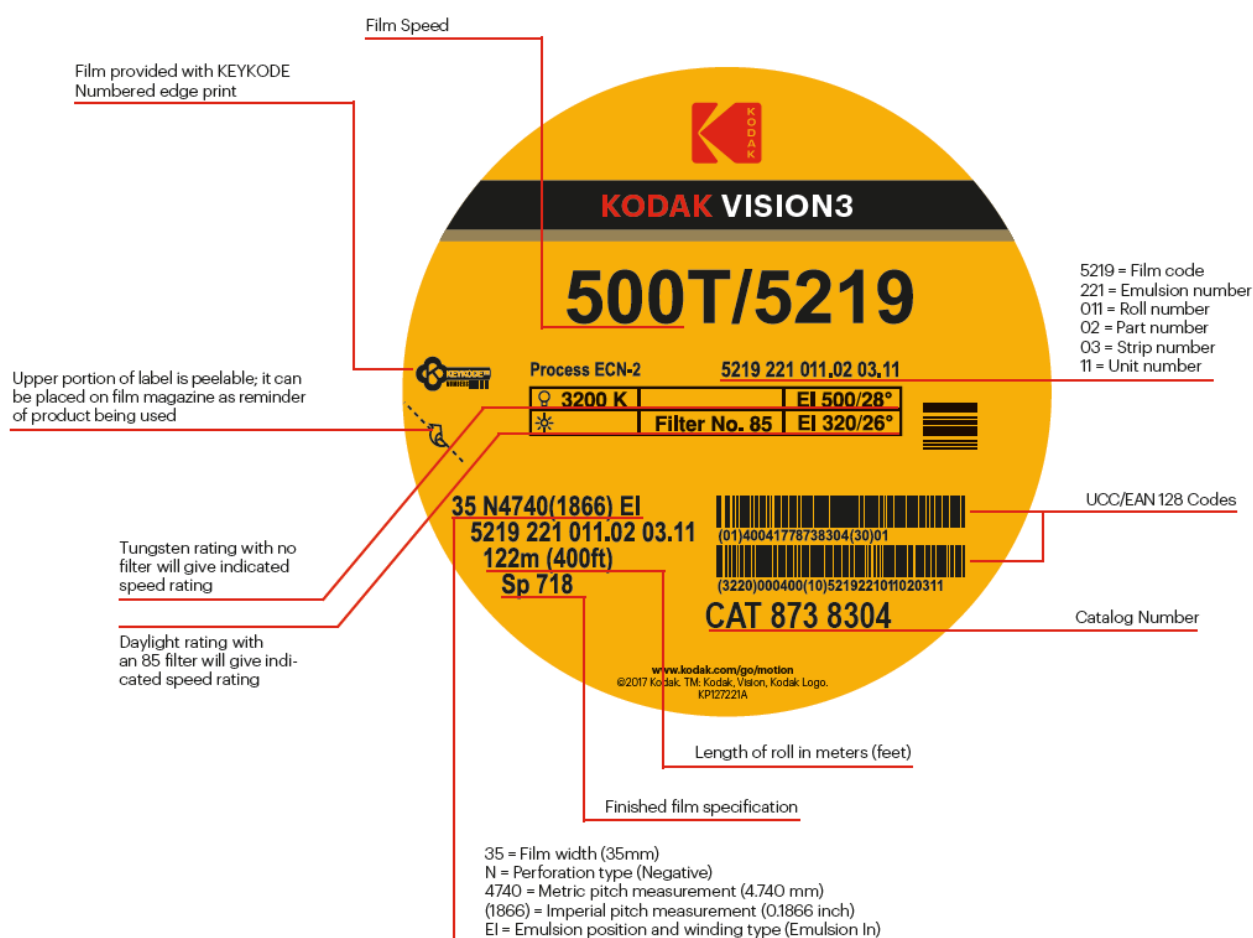 Film Speed
Film provided with KEYKODE
Numbered edge print
KODAK
KODAK VISION3
500T/5219
5219 = Film code
221 = Emulsion number
011 = Roll number
02 = Part number
03 = Strip number
11 = Unit number
KEYKODE
NUMBERS
Process ECN-2
5219 221 011.02 03.11
3200 K
EI 500/28°
Filter No. 85
EI 320/26°
Upper portion of label is peelable; it can
be placed on film magazine as reminder
of product being used
35 N4740(1866) EI
5219 221 011.02 03.11
122m (400ft)
Sp 718
(01)40041778738304(30)01
(3220)000400(10)5219221011020311
CAT 873 8304
UCC/EAN 128 Codes
Catalog Number
Tungsten rating with no
filter will give indicated
speed rating
Daylight rating with
an 85 filter will give indi-
cated speed rating
www.kodak.com/go/motion
©2017 Kodak. TM: Kodak, Vision, Kodak Logo.
KP127221A
Length of roll in meters (feet)
Finished film specification
35 = Film width (35mm)
N = Perforation type (Negative)
4740 = Metric pitch measurement (4.740 mm)
(1866) = Imperial pitch measurement (0.1866 inch)
EI = Emulsion position and winding type (Emulsion In)